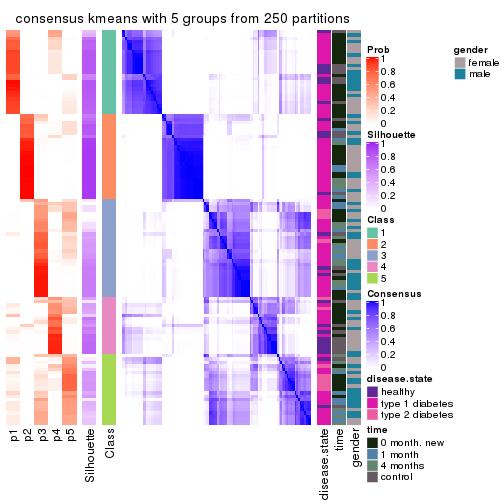 consensus kmeans with 5 groups from 250 partitions
Prob
1
0.8
0.6
0.4
0.2
0
gender
female
male
Silhouette
1
0.8
0.6
0.4
0.2
0
Class
1
2
3
4
5
Consensus
1
0.8
0.6
0.4
0.2
0
disease.state
healthy
type 1 diabetes
type 2 diabetes
time
0 month. new
1 month
4 months
control
p1
p2
p3
p4
p5
Silhouette
Class
disease.state
time
gender